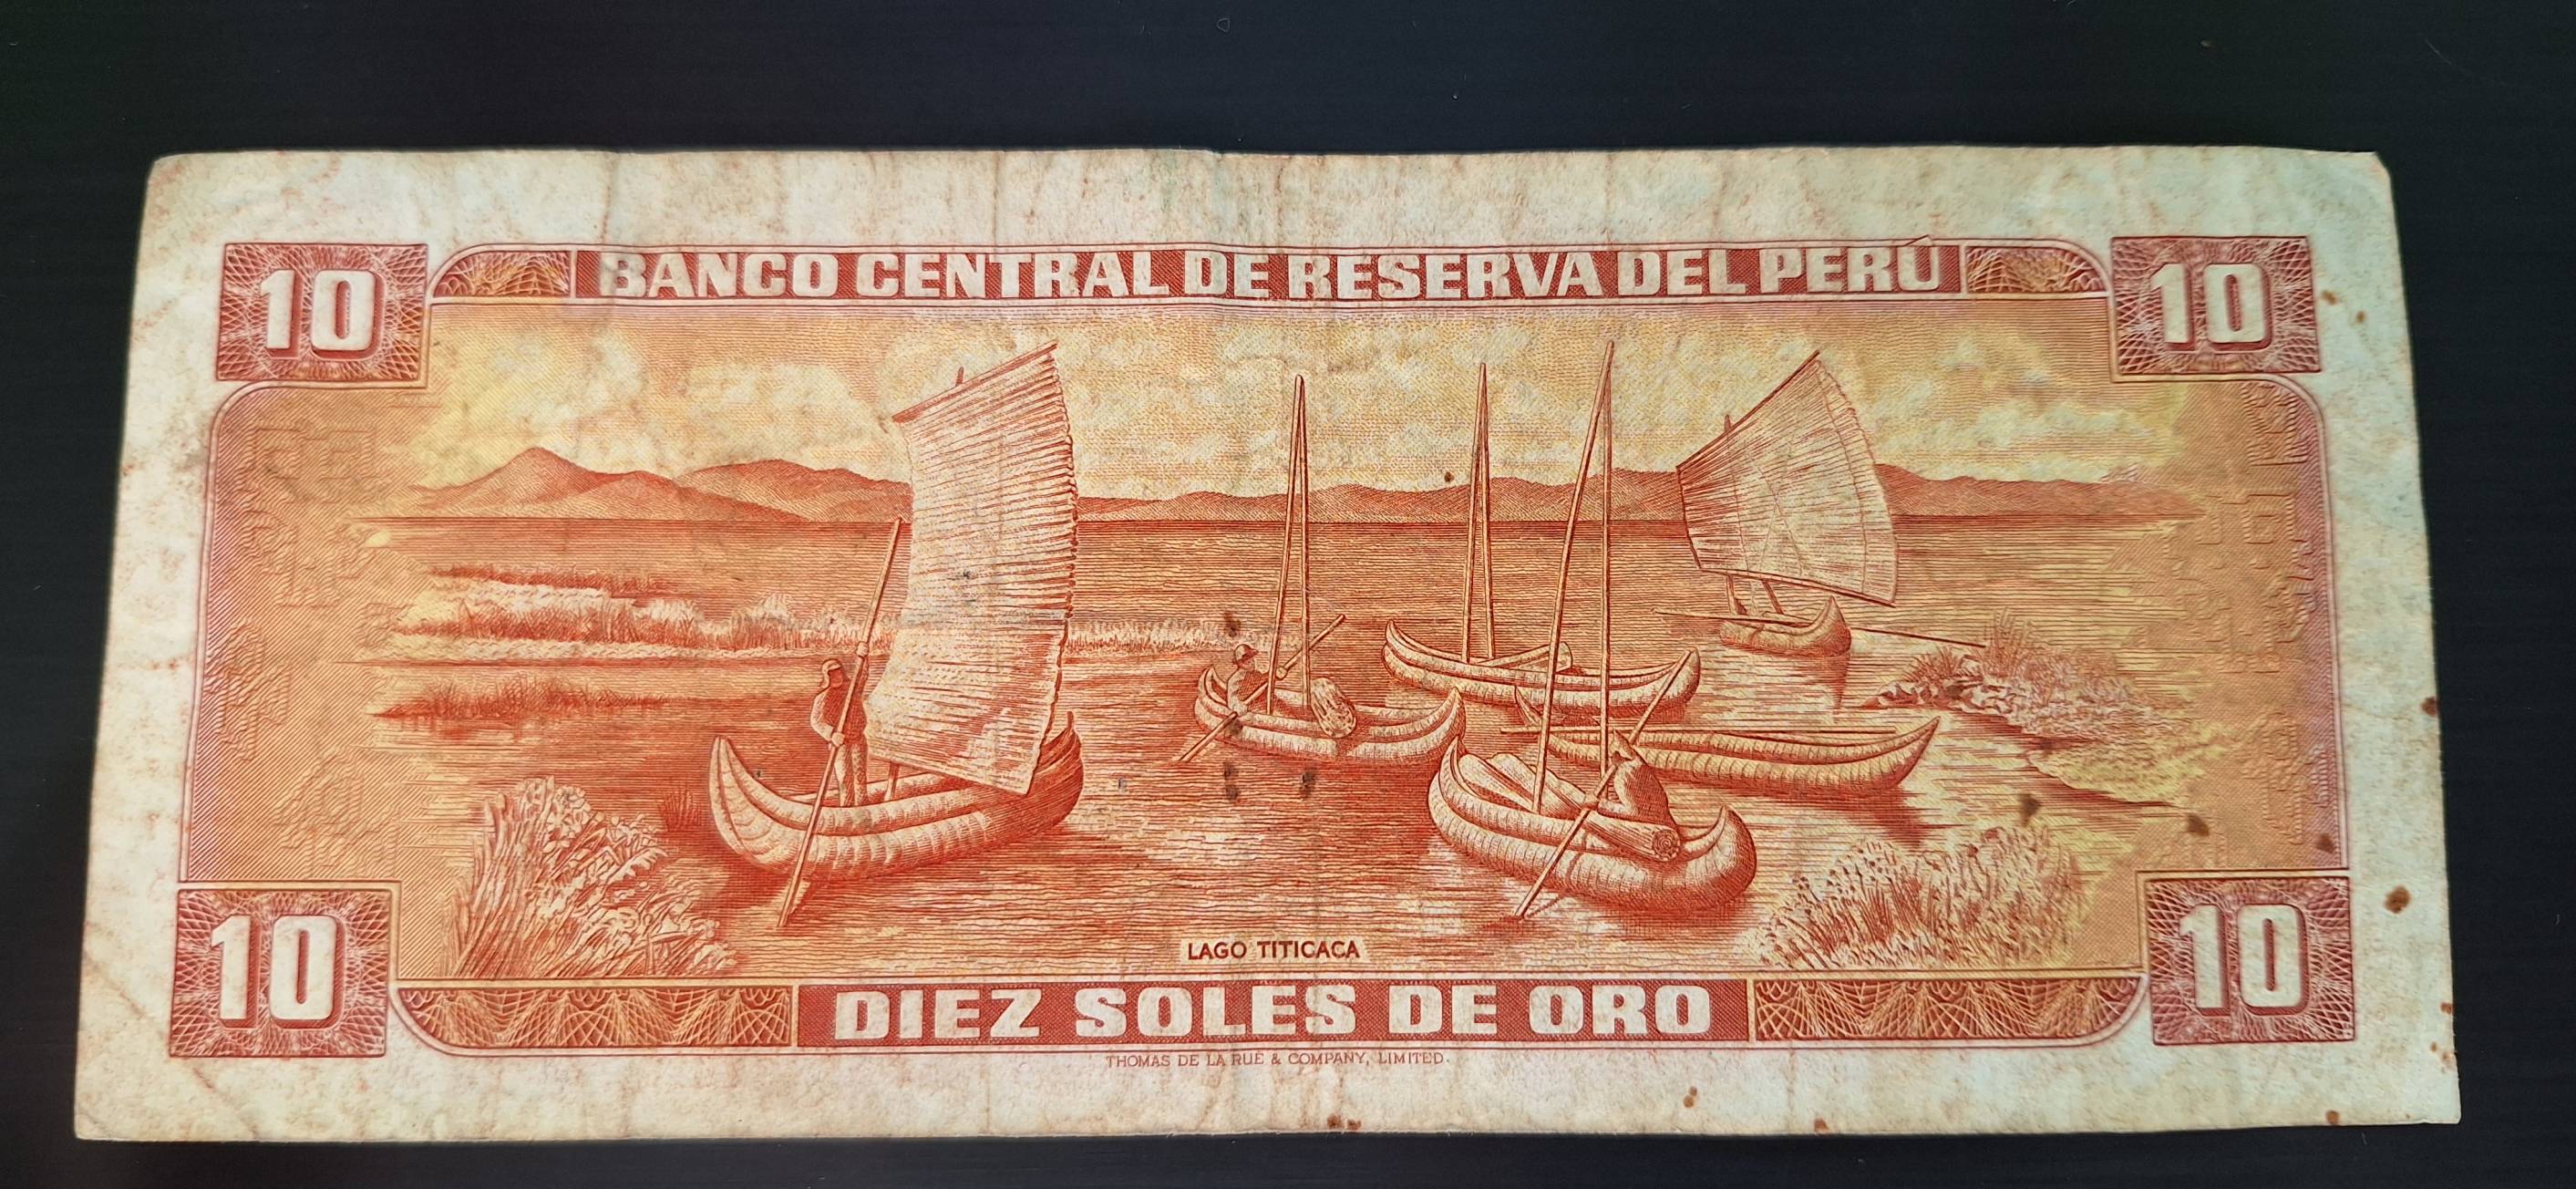 10 BANCO CENTRAL DE RESERVA DEL PERÚ 10
LAGO TITICACA
10 DIEZ SOLES DE ORO 10
THOMAS DE LA RUE & COMPANY, LIMITED.